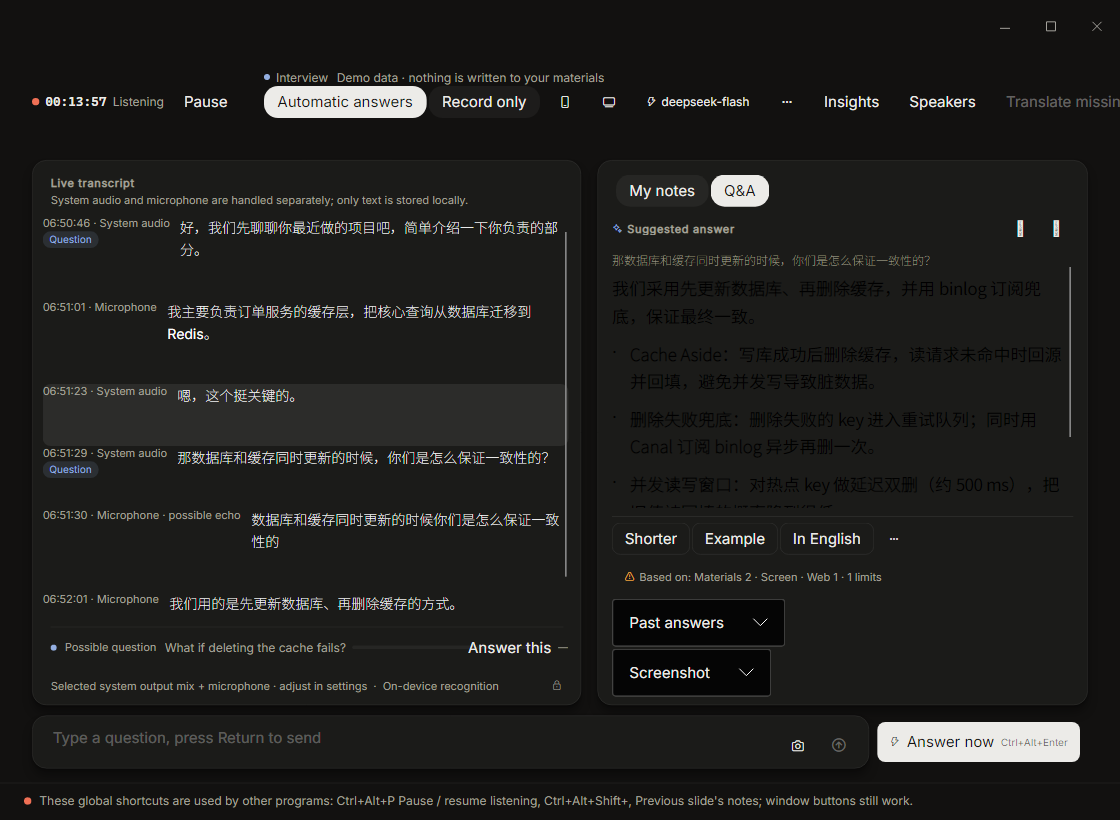 Interview Demo data · nothing is written to your materials
00:13:57 Listening Pause Automatic answers Record only deepseek-flash ··· Insights Speakers Translate missin
Live transcript
System audio and microphone are handled separately; only text is stored locally.
06:50:46 · System audio 好，我们先聊聊你最近做的项目吧，简单介绍一下你负责的部
Question
分。
06:51:01 · Microphone 我主要负责订单服务的缓存层，把核心查询从数据库迁移到
Redis。
06:51:23 · System audio 嗯，这个挺关键的。
06:51:29 · System audio 那数据库和缓存同时更新的时候，你们是怎么保证一致性的？
Question
06:51:30 · Microphone · possible echo 数据库和缓存同时更新的时候你们是怎么保证一致
性的
06:52:01 · Microphone 我们用的是先更新数据库、再删除缓存的方式。
Possible question What if deleting the cache fails? Answer this
Selected system output mix + microphone · adjust in settings · On-device recognition
My notes Q&A
Suggested answer
那数据库和缓存同时更新的时候，你们是怎么保证一致性的？
我们采用先更新数据库、再删除缓存，并用 binlog 订阅兜
底，保证最终一致。
· Cache Aside：写库成功后删除缓存，读请求未命中时回源
并回填，避免并发写导致脏数据。
· 删除失败兜底：删除失败的 key 进入重试队列；同时用
Canal 订阅 binlog 异步再删一次。
· 并发读写窗口：对热点 key 做延迟双删（约 500 ms），把
Shorter Example In English ···
Based on: Materials 2 · Screen · Web 1 · 1 limits
Past answers
Screenshot
Type a question, press Return to send
Answer now Ctrl+Alt+Enter
These global shortcuts are used by other programs: Ctrl+Alt+P Pause / resume listening, Ctrl+Alt+Shift+, Previous slide's notes; window buttons still work.